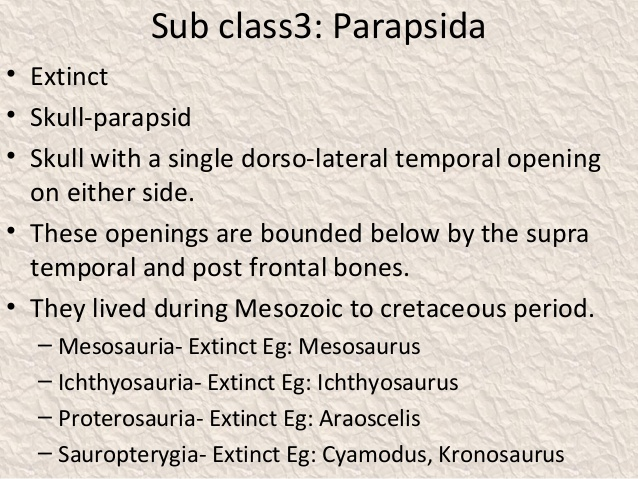 Sub class3: Parapsida
• Extinct
• Skull-parapsid
• Skull with a single dorso-lateral temporal opening
on either side.
• These openings are bounded below by the supra
temporal and post frontal bones.
• They lived during Mesozoic to cretaceous period.
– Mesosauria- Extinct Eg: Mesosaurus
– Ichthyosauria- Extinct Eg: Ichthyosaurus
– Proterosauria- Extinct Eg: Araoscelis
– Sauropterygia- Extinct Eg: Cyamodus, Kronosaurus